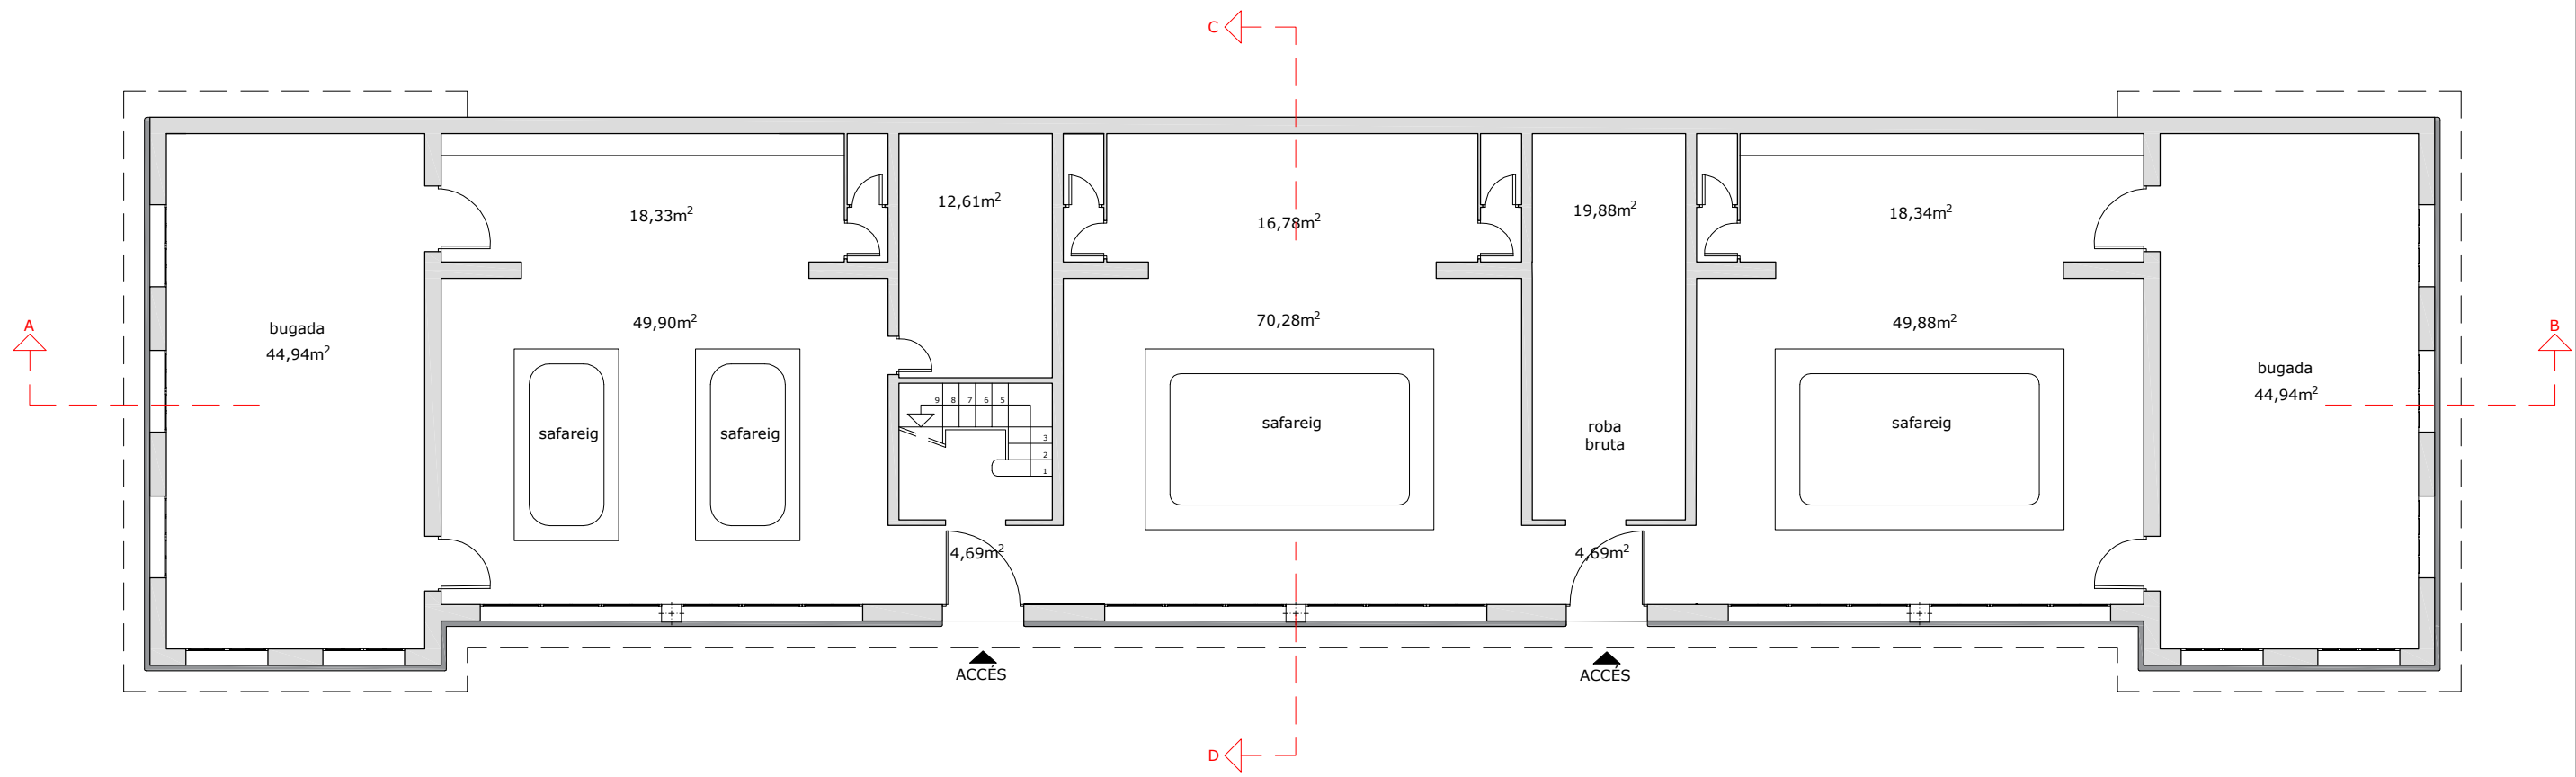 C
18,33m²
12,61m²
16,78m²
19,88m²
18,34m²
A
bugada
44,94m²
49,90m²
70,28m²
49,88m²
B
bugada
44,94m²
safareig
safareig
9 8 7 6 5
3
2
1
safareig
roba
bruta
safareig
4,69m²
4,69m²
ACCÉS
ACCÉS
D